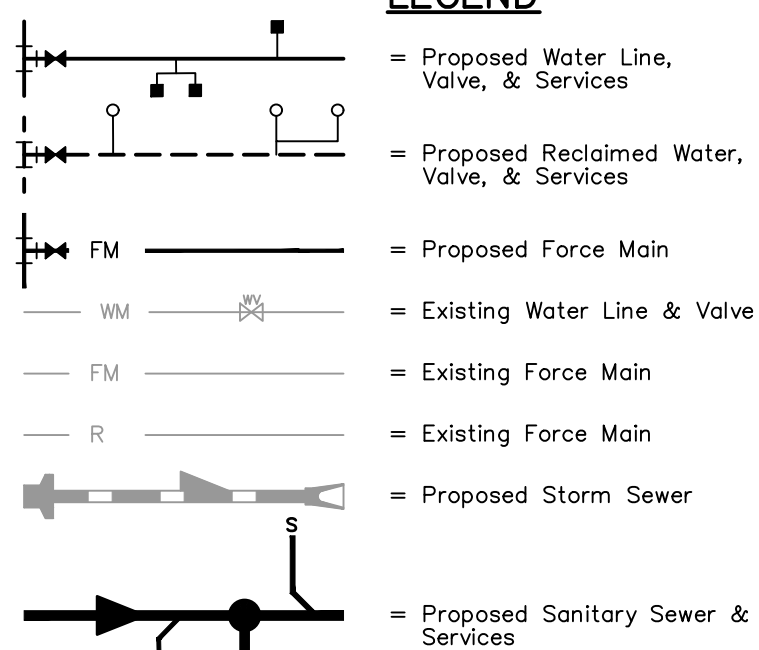 LEGEND
= Proposed Water Line,
Valve, & Services
= Proposed Reclaimed Water,
Valve, & Services
FM = Proposed Force Main
WM WV = Existing Water Line & Valve
FM = Existing Force Main
R = Existing Force Main
= Proposed Storm Sewer
S
= Proposed Sanitary Sewer &
Services